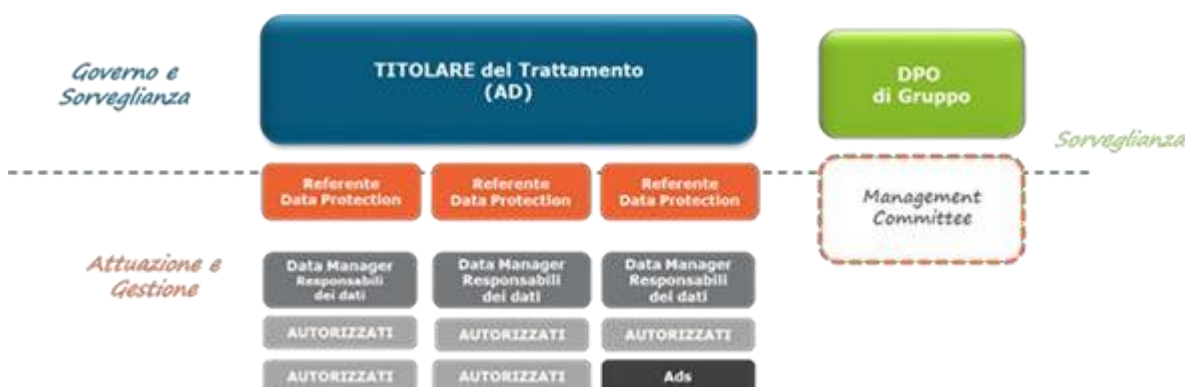 Governo e
Sorveglianza
TITOLARE del Trattamento
(AD)
DPO
di Gruppo
Sorveglianza
Referente
Data Protection
Referente
Data Protection
Referente
Data Protection
Management
Committee
Attuazione e
Gestione
Data Manager
Responsabili
dei dati
Data Manager
Responsabili
dei dati
Data Manager
Responsabili
dei dati
AUTORIZZATI
AUTORIZZATI
AUTORIZZATI
AUTORIZZATI
AUTORIZZATI
Ads